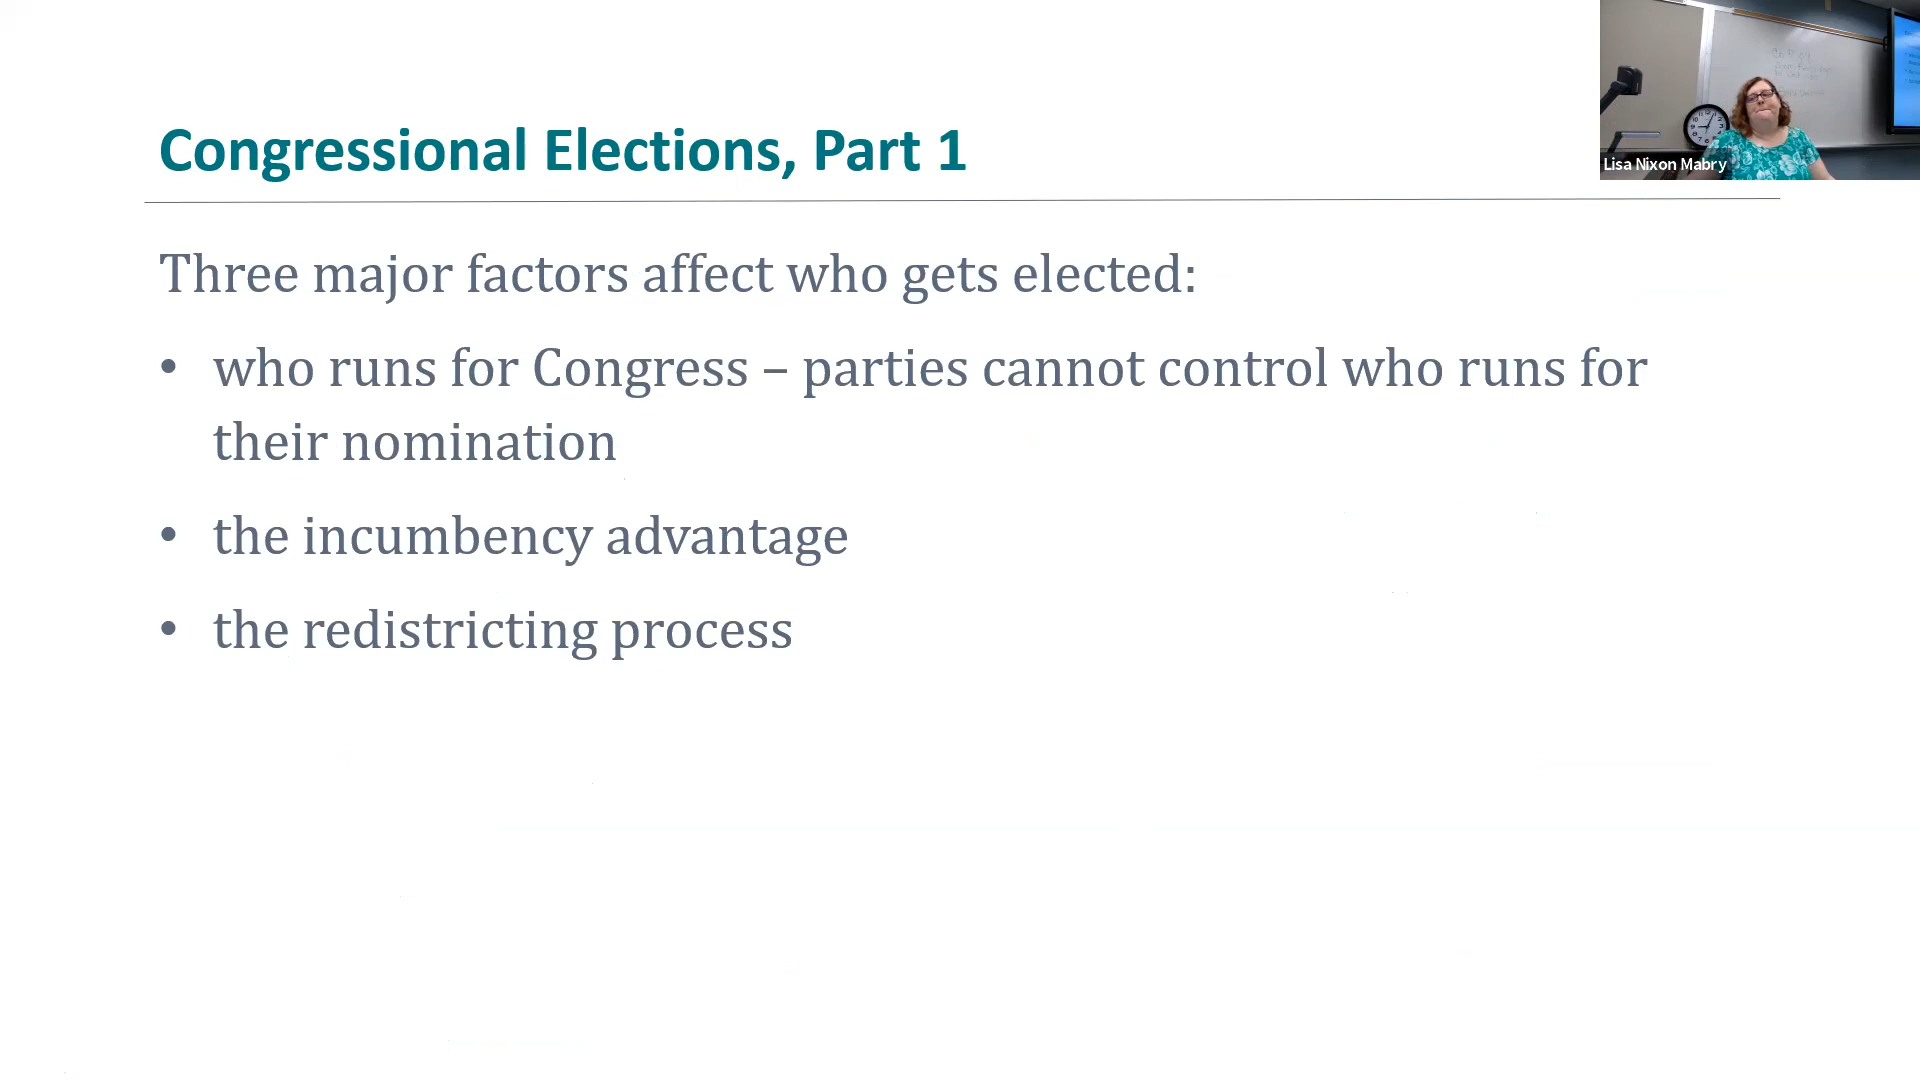 Congressional Elections, Part 1
Lisa Nixon Mabry
Three major factors affect who gets elected:
• who runs for Congress – parties cannot control who runs for
their nomination
• the incumbency advantage
• the redistricting process